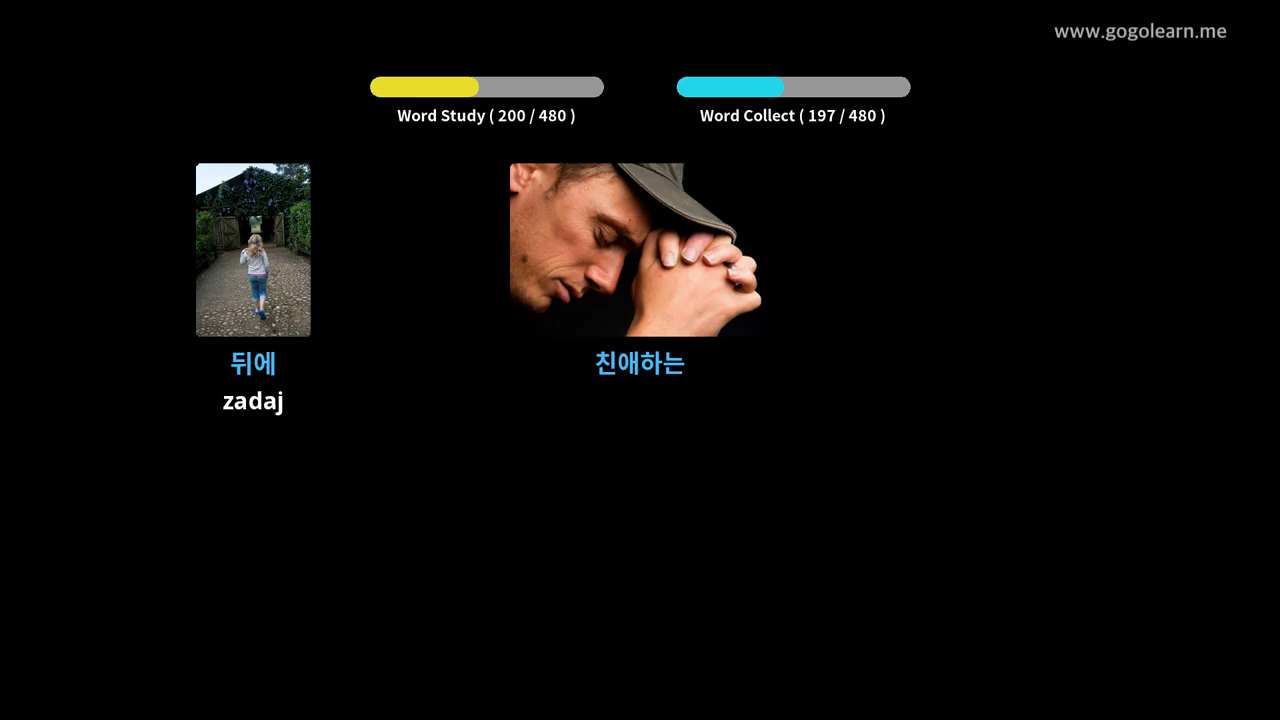 www.gogolearn.me
Word Study ( 200 / 480 )
Word Collect ( 197 / 480 )
뒤에
zadaj
친애하는